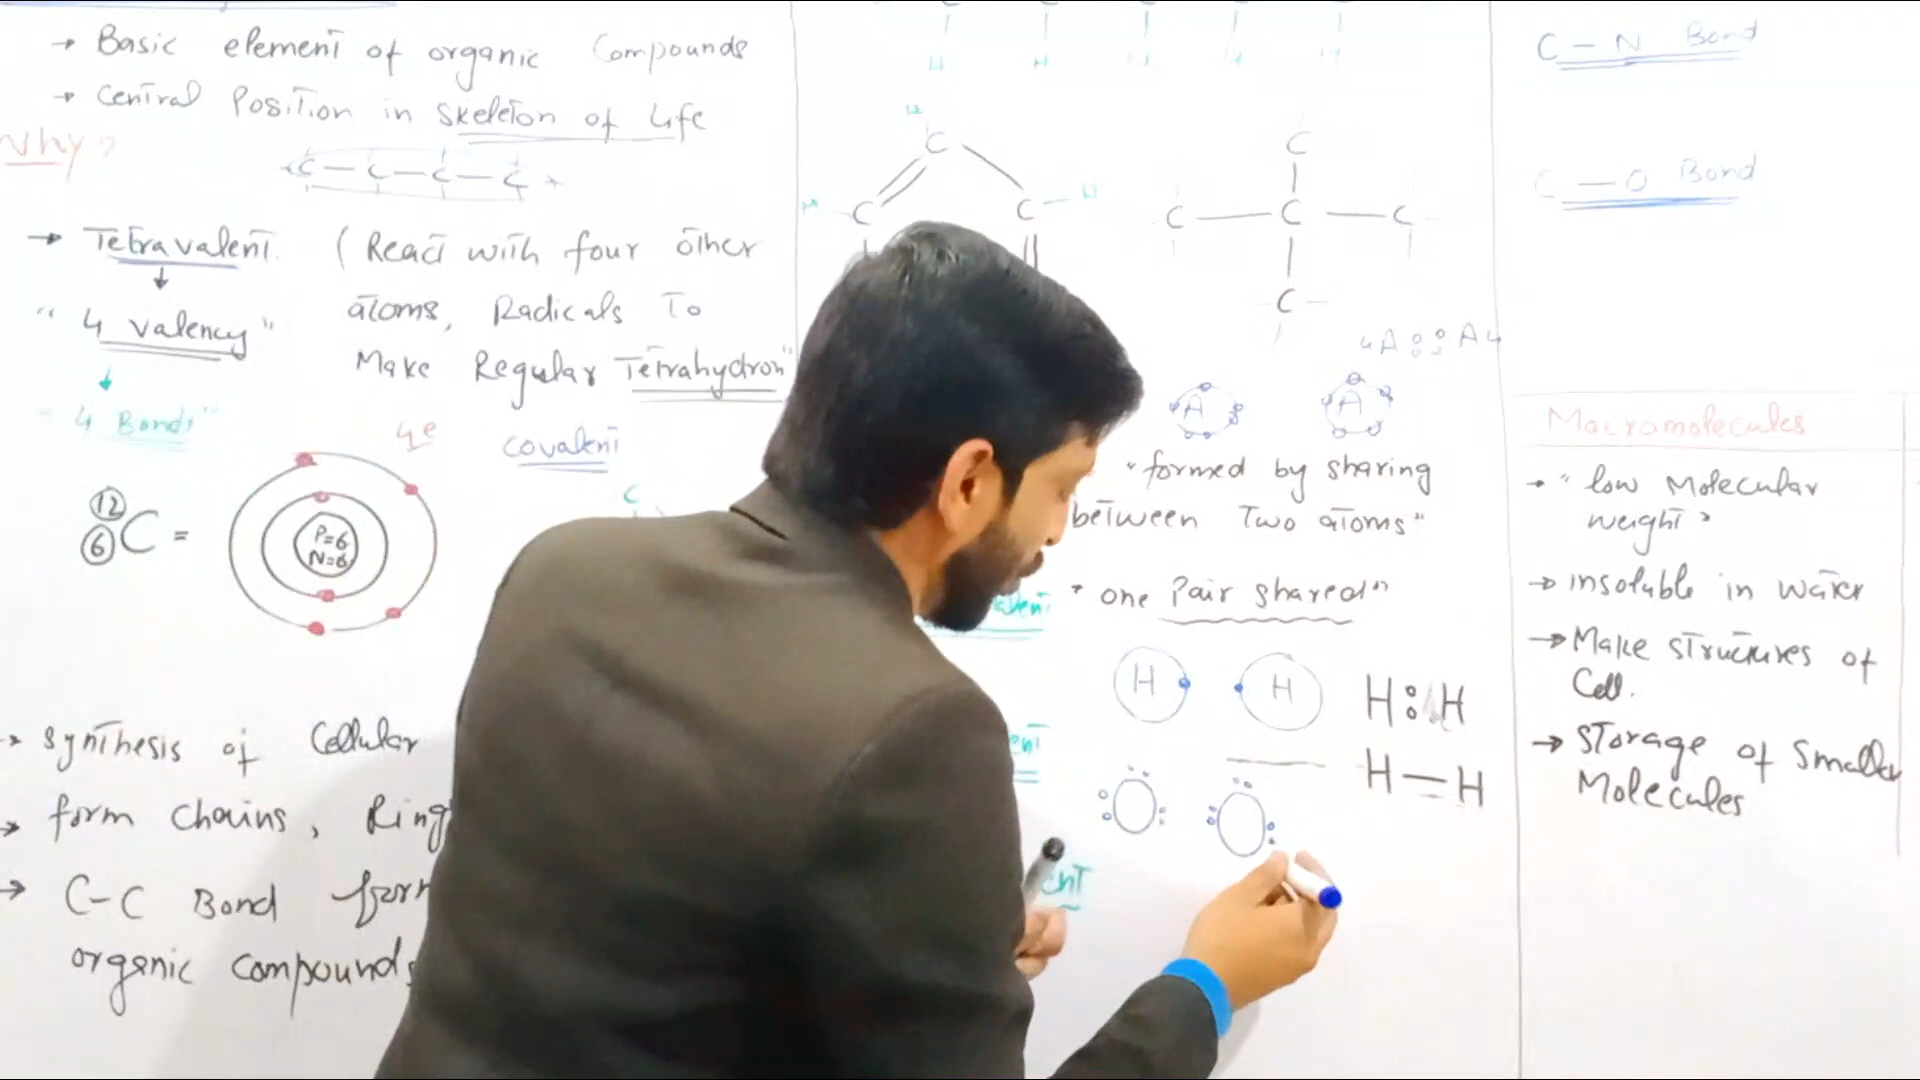 → Basic element of organic Compounds
→ Central Position in skeleton of Life
Why?
C — C — C — C
→ Tetravalent. (React with four other
"4 valency" atoms, Radicals To
Make Regular Tetrahydron"
4 Bonds"
4e
covalent
12
6 C =
P=6
N=6
C
→ synthesis of Cellular
→ form chains, Ring
→ C-C Bond form
organic compounds
H H H H H
H
C
C C H
C
C — C — C
C
4A A4
A A
"formed by sharing
between Two atoms"
"one Pair shared"
H H H:H
H—H
C — N Bond
C — O Bond
Macromolecules
→ "low Molecular
weight"
→ insoluble in water
→ Make structures of
Cell.
→ Storage of Smaller
Molecules